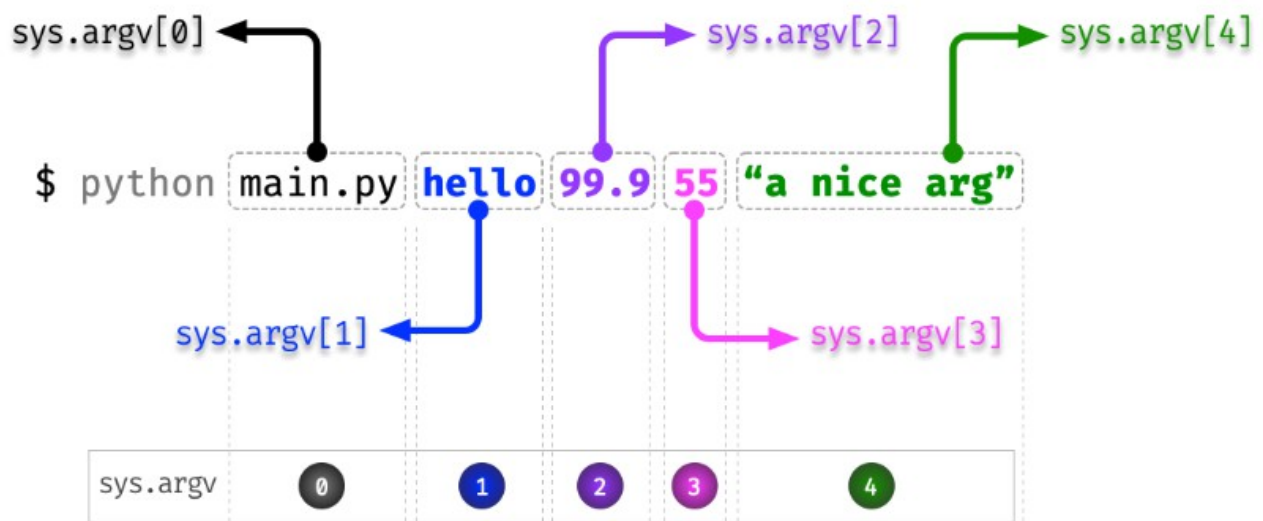 sys.argv[0] sys.argv[2] sys.argv[4]
$ python main.py hello 99.9 55 “a nice arg”
sys.argv[1] sys.argv[3]
sys.argv 0 1 2 3 4